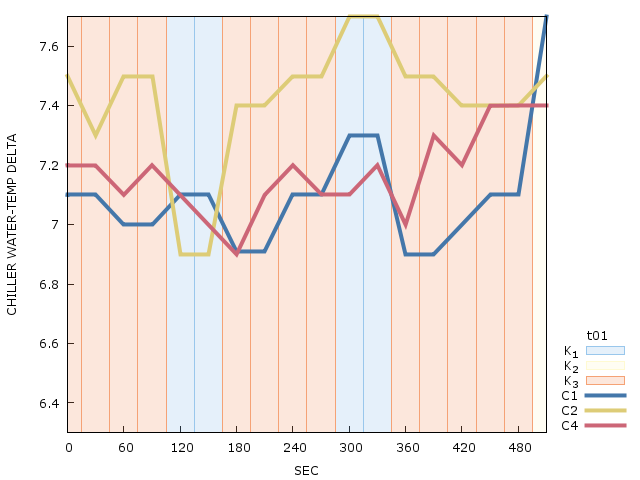 7.6
7.4
7.2
7
6.8
6.6
6.4
CHILLER WATER-TEMP DELTA
0 60 120 180 240 300 360 420 480
SEC
t01
K1
K2
K3
C1
C2
C4